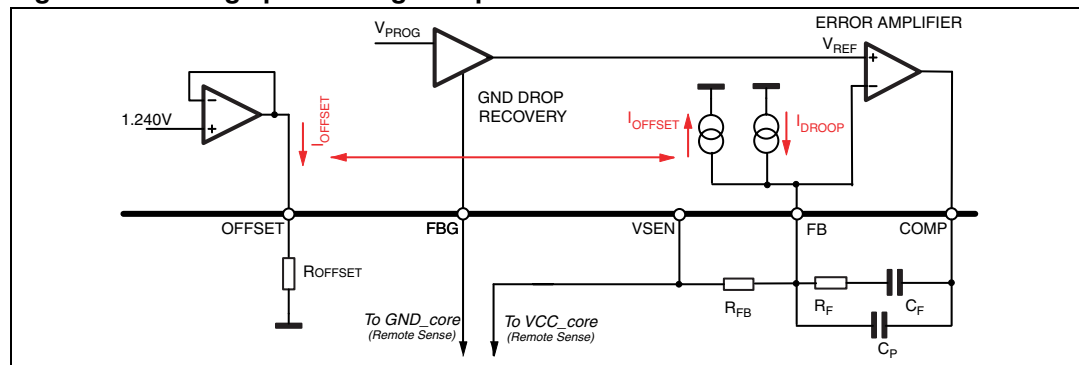 ERROR AMPLIFIER
VPROG
VREF
GND DROP
RECOVERY
1.240V
IOFFSET
IOFFSET
IDROOP
OFFSET
FBG
VSEN
FB
COMP
ROFFSET
RFB
RF
CF
CP
To GND_core
(Remote Sense)
To VCC_core
(Remote Sense)